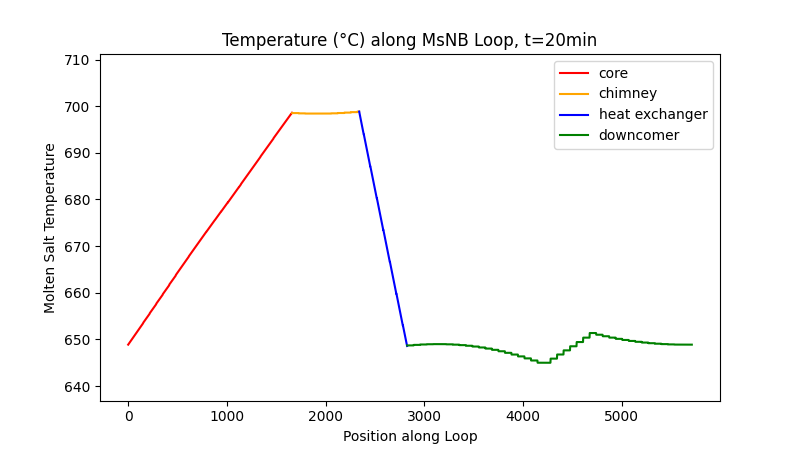 Temperature (°C) along MsNB Loop, t=20min
710
700
690
680
670
660
650
640
Molten Salt Temperature
core
chimney
heat exchanger
downcomer
0
1000
2000
3000
4000
5000
Position along Loop